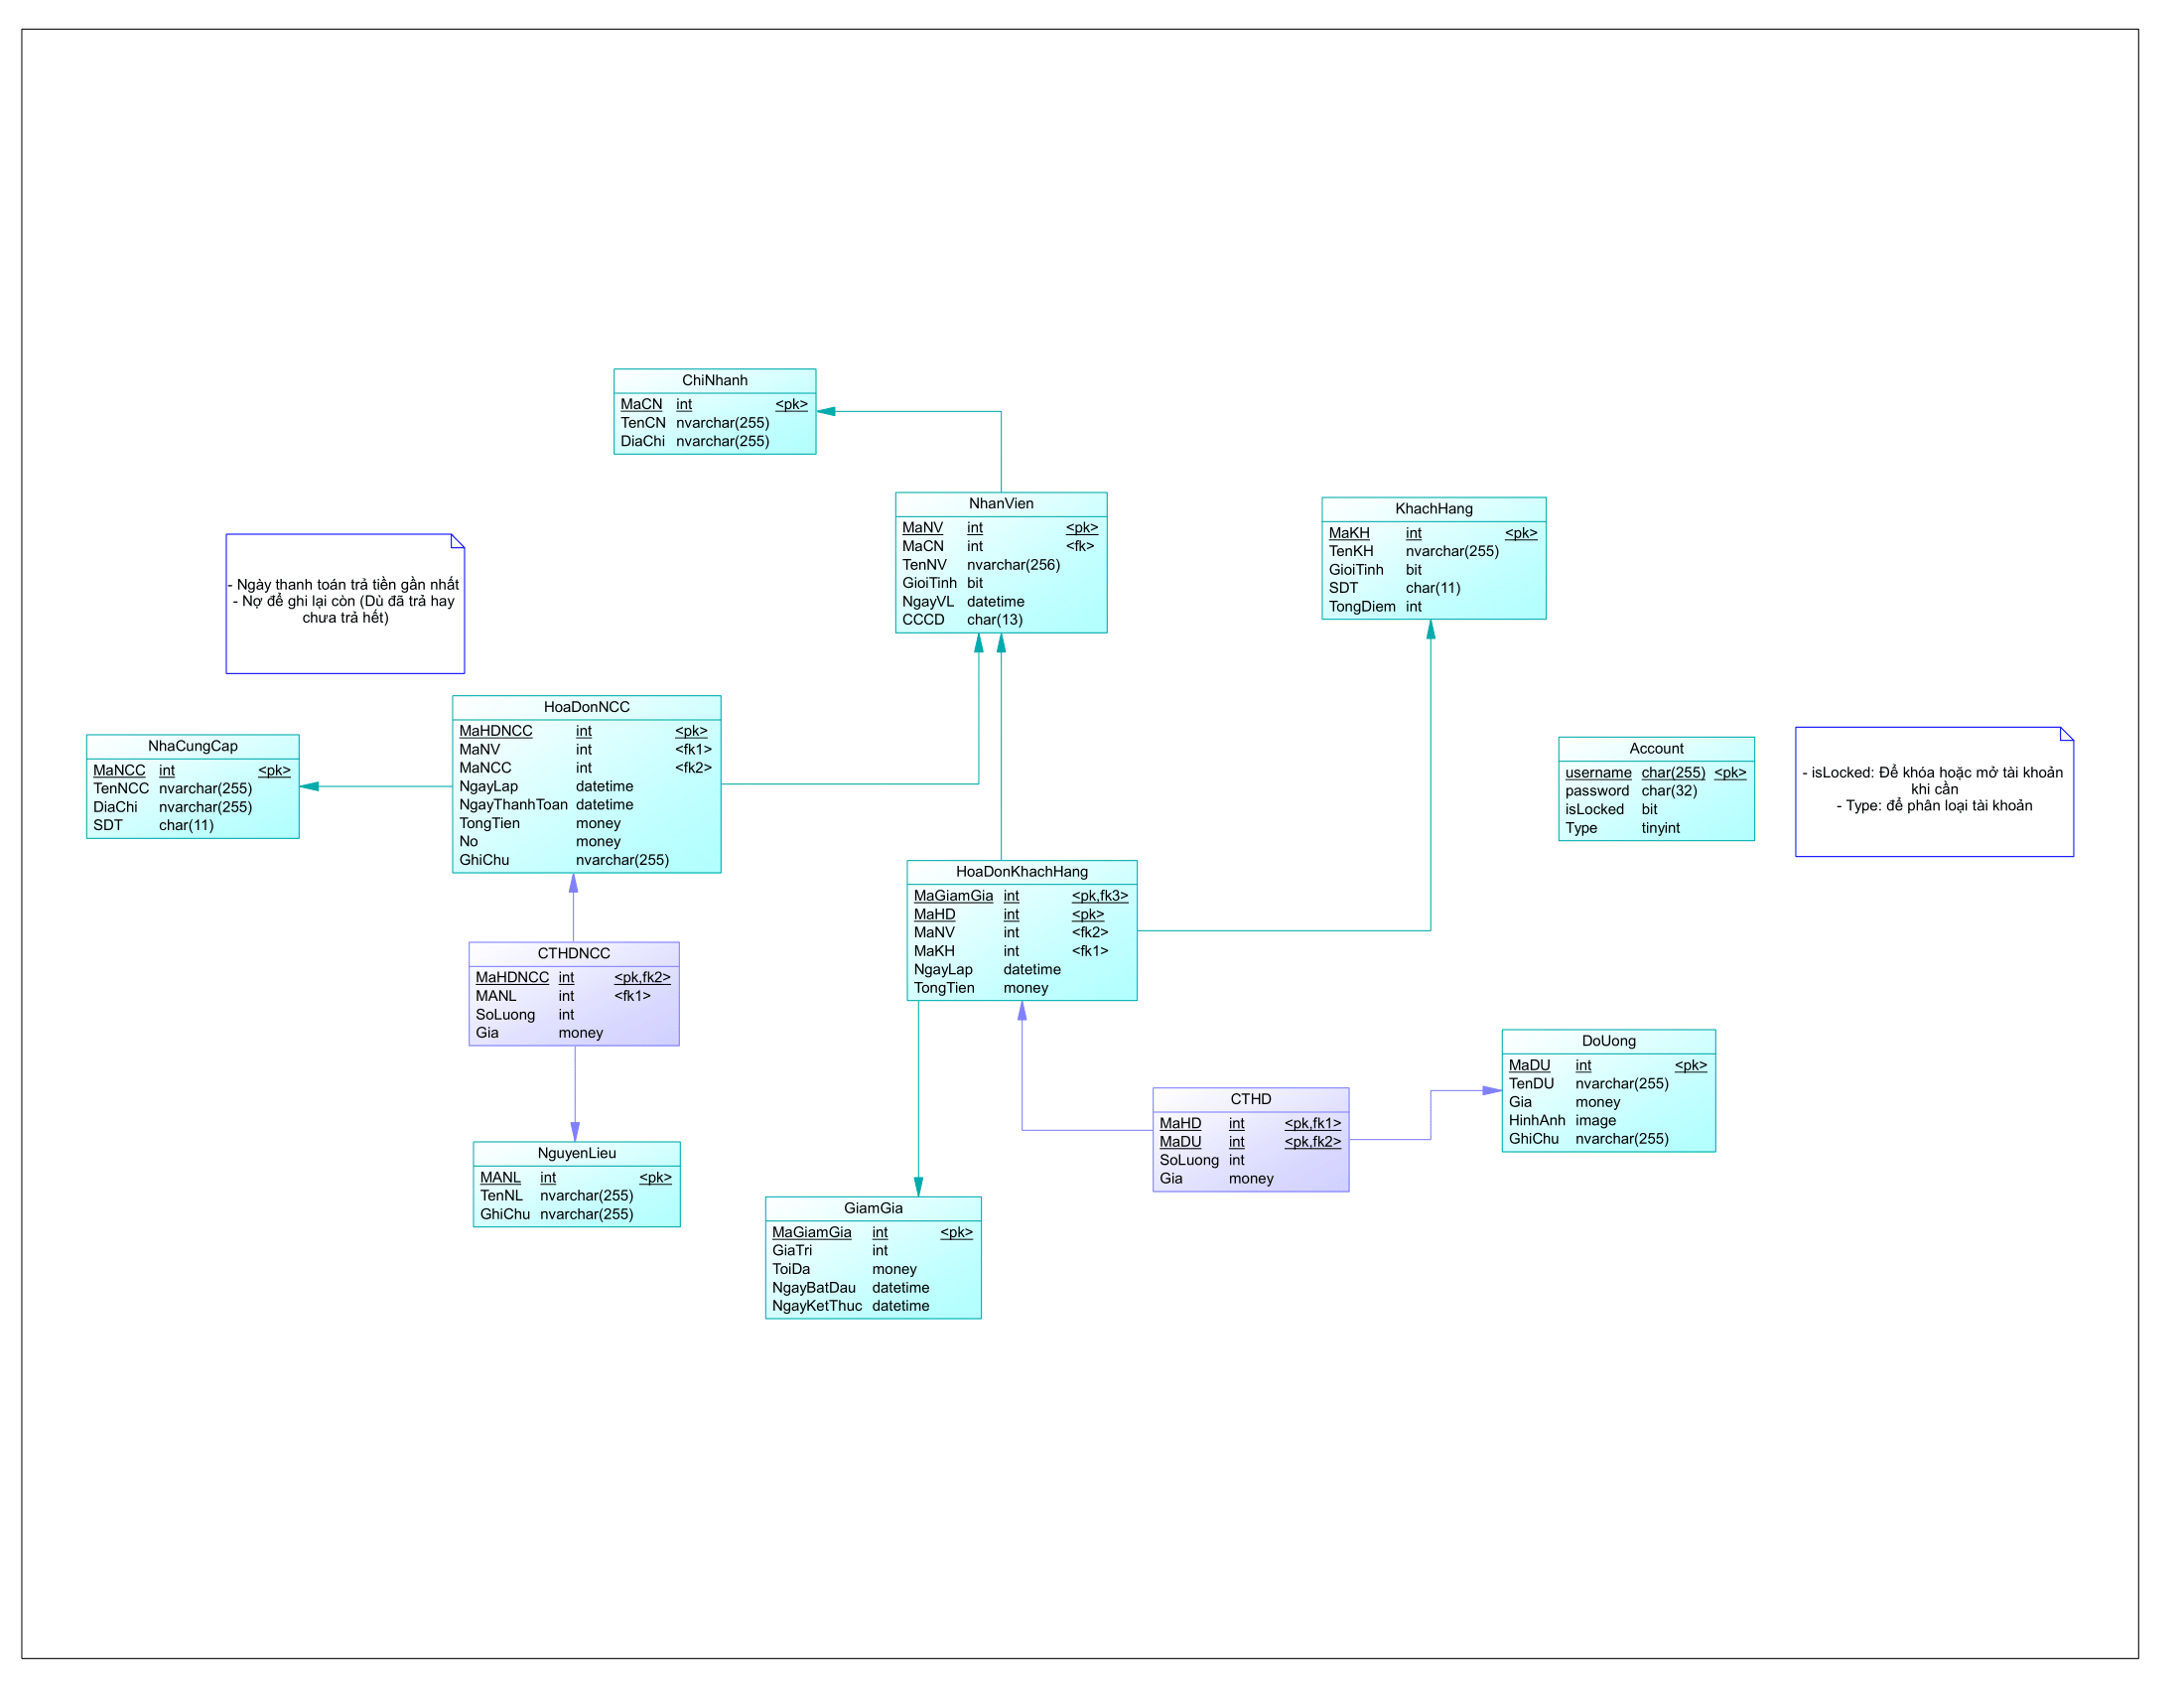 ChiNhanh
MaCN int <pk>
TenCN nvarchar(255)
DiaChi nvarchar(255)
NhanVien
MaNV int <pk>
MaCN int <fk>
TenNV nvarchar(256)
GioiTinh bit
NgayVL datetime
CCCD char(13)
KhachHang
MaKH int <pk>
TenKH nvarchar(255)
GioiTinh bit
SDT char(11)
TongDiem int
- Ngày thanh toán trả tiền gần nhất
- Nợ để ghi lại còn (Dù đã trả hay
chưa trả hết)
HoaDonNCC
MaHDNCC int <pk>
MaNV int <fk1>
MaNCC int <fk2>
NgayLap datetime
NgayThanhToan datetime
TongTien money
No money
GhiChu nvarchar(255)
NhaCungCap
MaNCC int <pk>
TenNCC nvarchar(255)
DiaChi nvarchar(255)
SDT char(11)
Account
username char(255) <pk>
password char(32)
isLocked bit
Type tinyint
- isLocked: Để khóa hoặc mở tài khoản
khi cần
- Type: để phân loại tài khoản
HoaDonKhachHang
MaGiamGia int <pk,fk3>
MaHD int <pk>
MaNV int <fk2>
MaKH int <fk1>
NgayLap datetime
TongTien money
CTHDNCC
MaHDNCC int <pk,fk2>
MANL int <fk1>
SoLuong int
Gia money
DoUong
MaDU int <pk>
TenDU nvarchar(255)
Gia money
HinhAnh image
GhiChu nvarchar(255)
CTHD
MaHD int <pk,fk1>
MaDU int <pk,fk2>
SoLuong int
Gia money
NguyenLieu
MANL int <pk>
TenNL nvarchar(255)
GhiChu nvarchar(255)
GiamGia
MaGiamGia int <pk>
GiaTri int
ToiDa money
NgayBatDau datetime
NgayKetThuc datetime